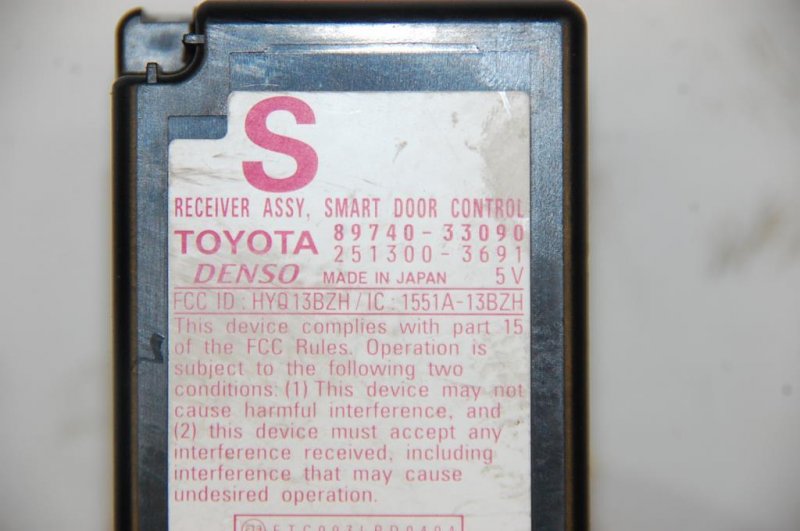 S
RECEIVER ASSY, SMART DOOR CONTROL
TOYOTA 89740-33090
251300-3691
DENSO MADE IN JAPAN 5V
FCC ID : HYQ13BZH / IC : 1551A-13BZH
This device complies with part 15
of the FCC Rules. Operation is
subject to the following two
conditions: (1) This device may not
cause harmful interference, and
(2) this device must accept any
interference received, including
interference that may cause
undesired operation.